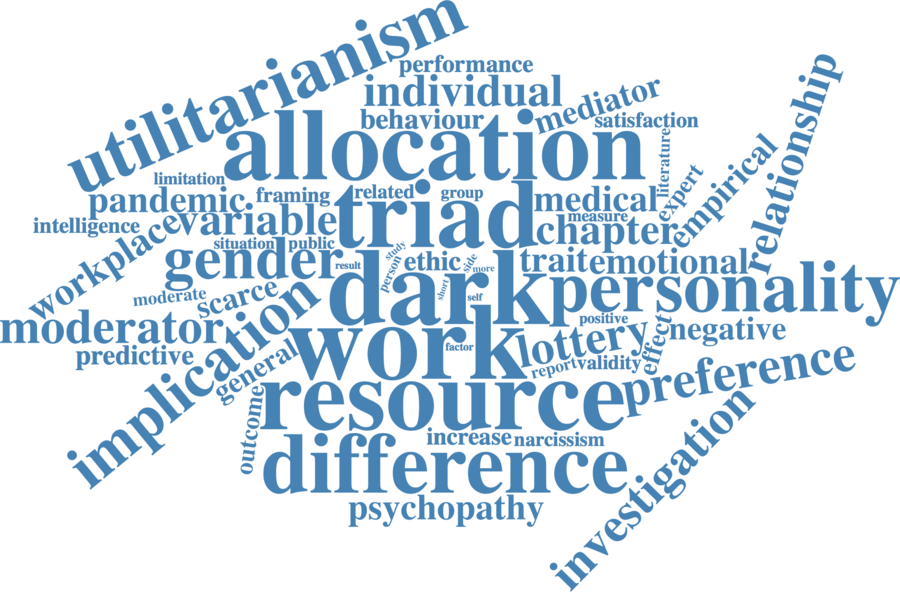 utilitarianism
performance
individual
behaviour
mediator
satisfaction
allocation
literature
relationship
limitation
pandemic
framing
related
group
medical
expert
empirical
intelligence
variable
triad
measure
chapter
workplace
situation
public
study
gender
result
person
ethic
side
more
trait
emotional
moderate
scarce
dark
short
self
personality
moderator
implication
positive
predictive
general
work
factor
lottery
effect
negative
report
validity
resource
preference
outcome
increase
narcissism
difference
investigation
psychopathy